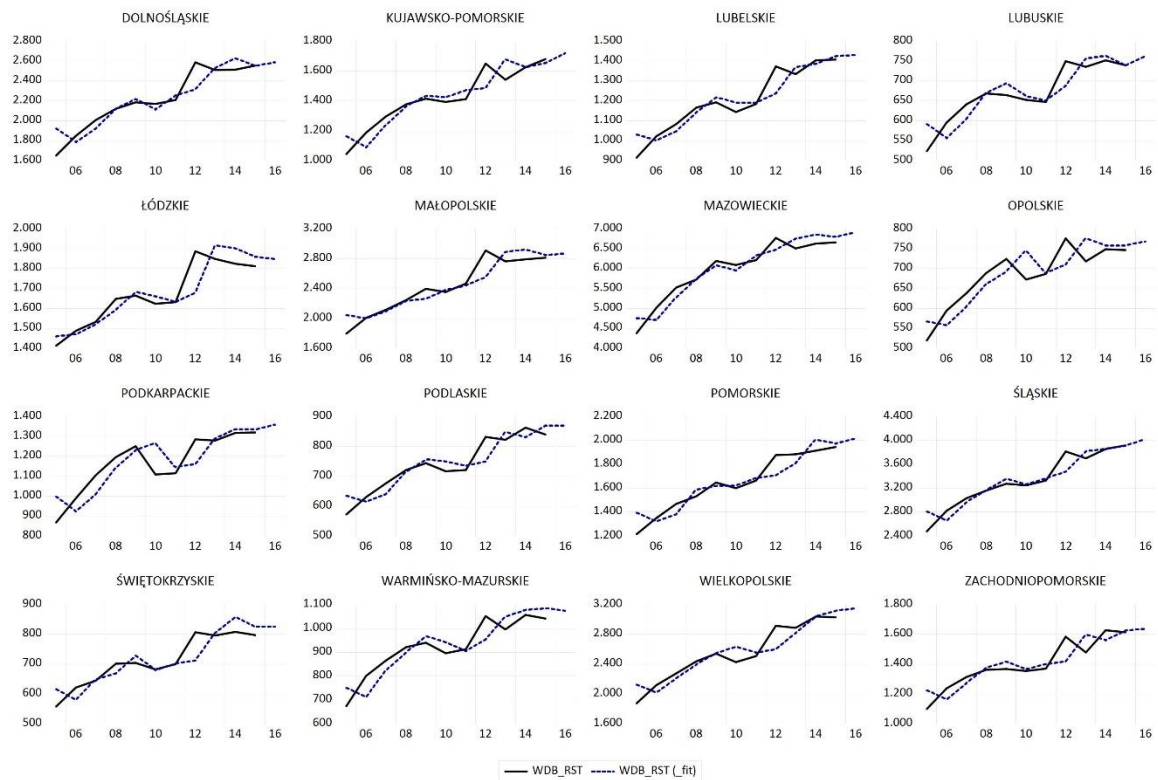 DOLNOŚLĄSKIE
2.800
2.600
2.400
2.200
2.000
1.800
1.600
06 08 10 12 14 16
KUJAWSKO-POMORSKIE
1.800
1.600
1.400
1.200
1.000
06 08 10 12 14 16
LUBELSKIE
1.500
1.400
1.300
1.200
1.100
1.000
900
06 08 10 12 14 16
LUBUSKIE
800
750
700
650
600
550
500
06 08 10 12 14 16
ŁÓDZKIE
2.000
1.900
1.800
1.700
1.600
1.500
1.400
06 08 10 12 14 16
MAŁOPOLSKIE
3.200
2.800
2.400
2.000
1.600
06 08 10 12 14 16
MAZOWIECKIE
7.000
6.500
6.000
5.500
5.000
4.500
4.000
06 08 10 12 14 16
OPOLSKIE
800
750
700
650
600
550
500
06 08 10 12 14 16
PODKARPACKIE
1.400
1.300
1.200
1.100
1.000
900
800
06 08 10 12 14 16
PODLASKIE
900
800
700
600
500
06 08 10 12 14 16
POMORSKIE
2.200
2.000
1.800
1.600
1.400
1.200
06 08 10 12 14 16
ŚLĄSKIE
4.400
4.000
3.600
3.200
2.800
2.400
06 08 10 12 14 16
ŚWIĘTOKRZYSKIE
900
800
700
600
500
06 08 10 12 14 16
WARMIŃSKO-MAZURSKIE
1.100
1.000
900
800
700
600
06 08 10 12 14 16
WIELKOPOLSKIE
3.200
2.800
2.400
2.000
1.600
06 08 10 12 14 16
ZACHODNIOPOMORSKIE
1.800
1.600
1.400
1.200
1.000
06 08 10 12 14 16
WDB_RST WDB_RST (_fit)